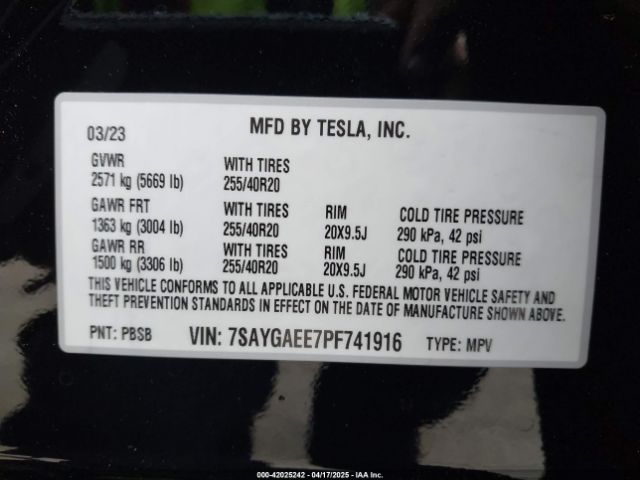 03/23 MFD BY TESLA, INC.
GVWR WITH TIRES
2571 kg (5669 lb) 255/40R20
GAWR FRT WITH TIRES RIM COLD TIRE PRESSURE
1363 kg (3004 lb) 255/40R20 20X9.5J 290 kPa, 42 psi
GAWR RR WITH TIRES RIM COLD TIRE PRESSURE
1500 kg (3306 lb) 255/40R20 20X9.5J 290 kPa, 42 psi
THIS VEHICLE CONFORMS TO ALL APPLICABLE U.S. FEDERAL MOTOR VEHICLE SAFETY AND
THEFT PREVENTION STANDARDS IN EFFECT ON THE DATE OF MANUFACTURE SHOWN ABOVE.
PNT: PBSB VIN: 7SAYGAEE7PF741916 TYPE: MPV
000-42025242 - 04/17/2025 - IAA Inc.